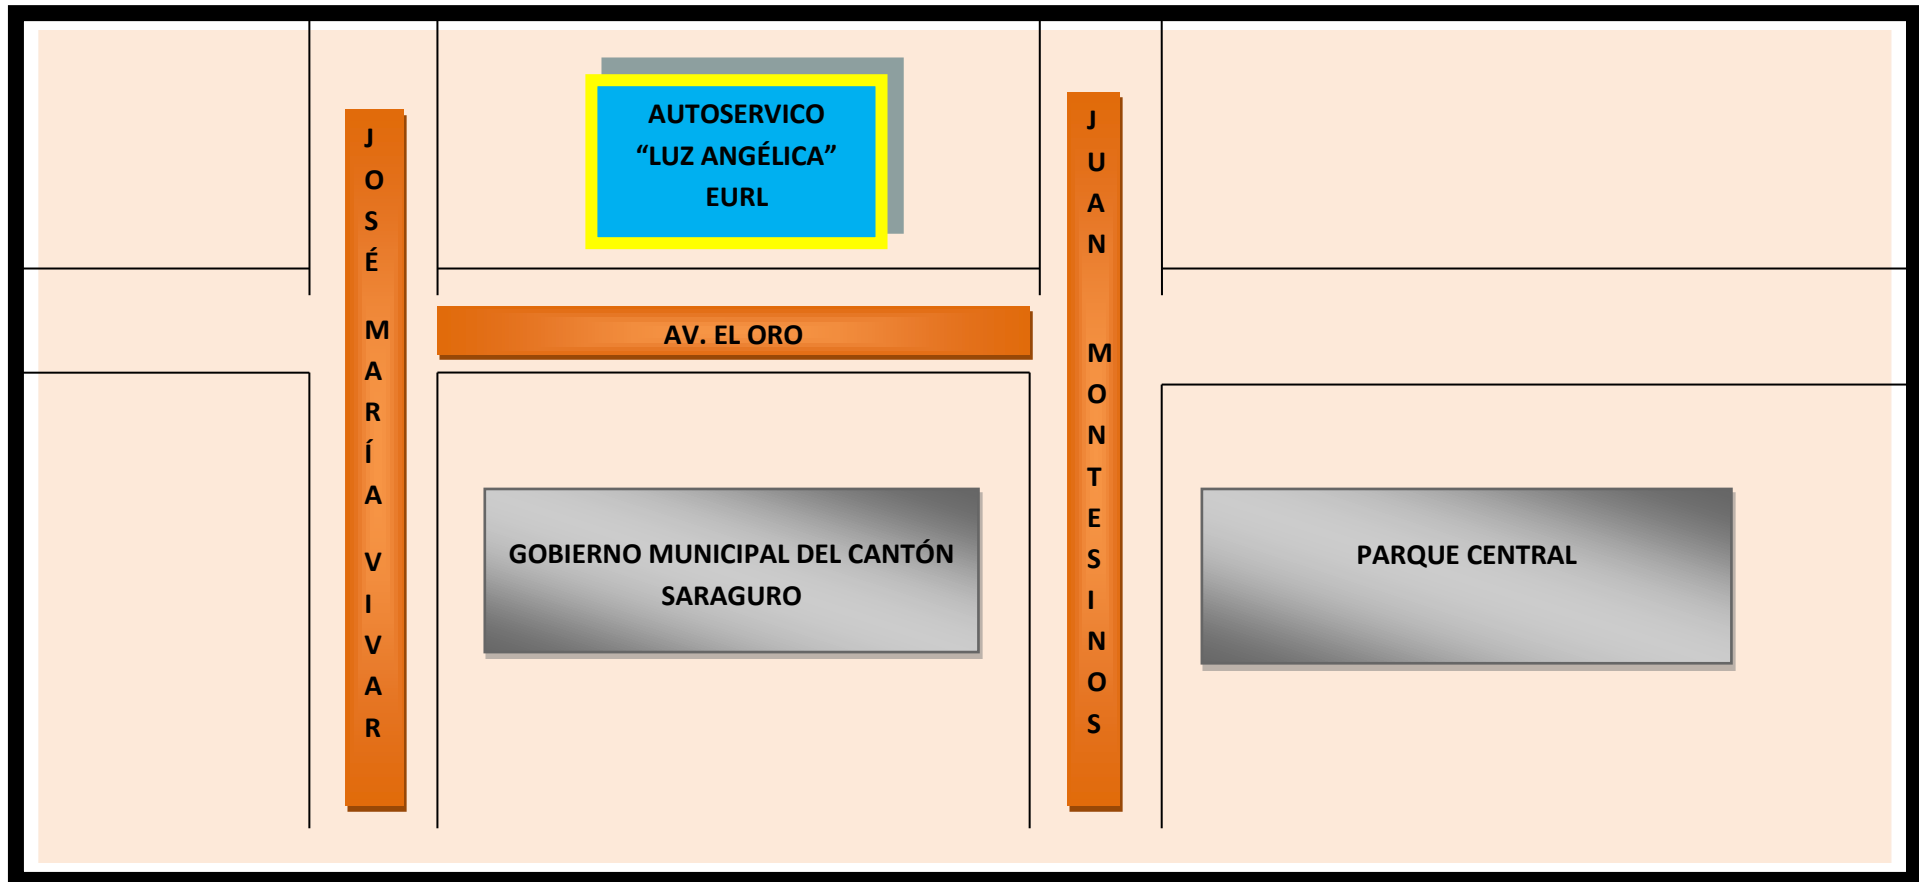 AUTOSERVICO
“LUZ ANGÉLICA”
EURL
JOSÉ MARÍA VIVAR
JUAN MONTESINOS
AV. EL ORO
GOBIERNO MUNICIPAL DEL CANTÓN
SARAGURO
PARQUE CENTRAL